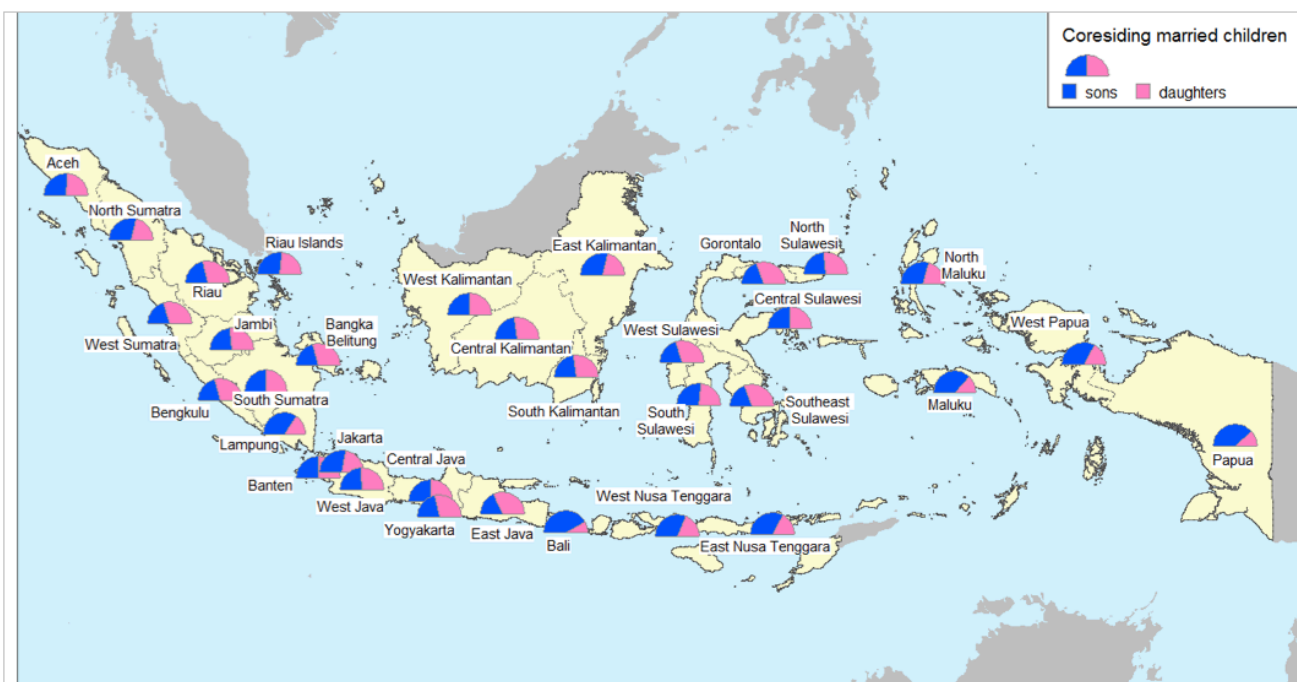 Coresiding married children
sons daughters
Aceh
North Sumatra
Riau Islands
Riau
West Sumatra
Jambi
Bangka
Belitung
Bengkulu
South Sumatra
Lampung
Jakarta
Banten
Central Java
West Java
Yogyakarta
East Java
Bali
West Nusa Tenggara
East Nusa Tenggara
West Kalimantan
East Kalimantan
Central Kalimantan
South Kalimantan
Gorontalo
North
Sulawesi
Central Sulawesi
West Sulawesi
South
Sulawesi
Southeast
Sulawesi
North
Maluku
Maluku
West Papua
Papua